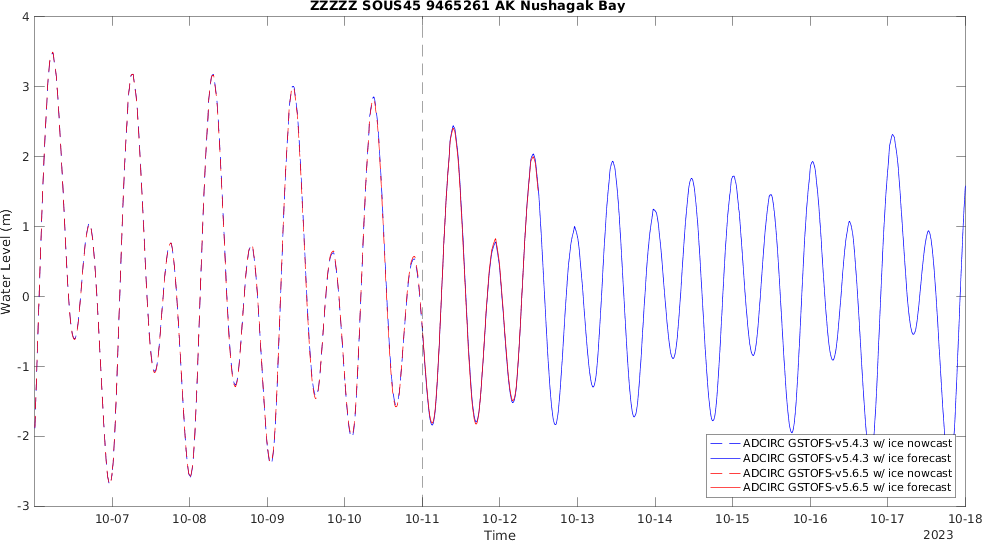 ZZZZZ SOUS45 9465261 AK Nushagak Bay
4
3
2
1
0
-1
-2
-3
Water Level (m)
ADCIRC GSTOFS-v5.4.3 w/ ice nowcast
ADCIRC GSTOFS-v5.4.3 w/ ice forecast
ADCIRC GSTOFS-v5.6.5 w/ ice nowcast
ADCIRC GSTOFS-v5.6.5 w/ ice forecast
10-07 10-08 10-09 10-10 10-11 10-12 10-13 10-14 10-15 10-16 10-17 10-18
Time
2023